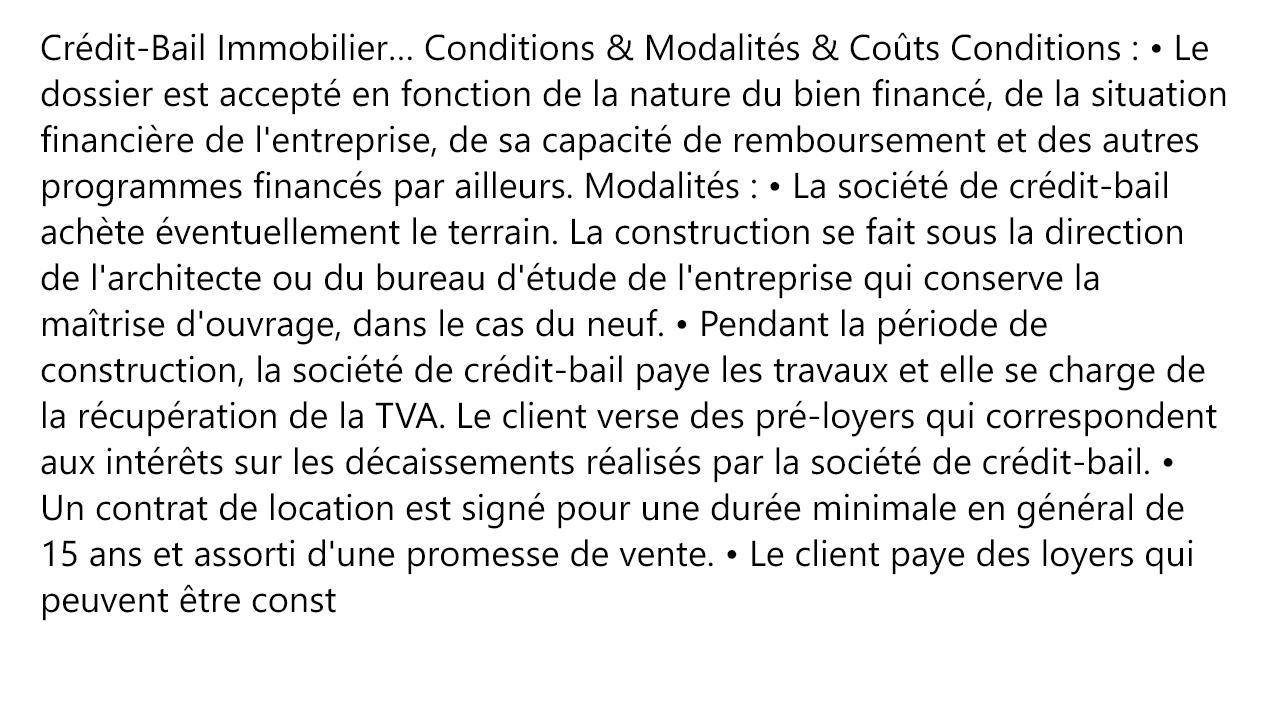 Crédit-Bail Immobilier… Conditions & Modalités & Coûts Conditions : • Le
dossier est accepté en fonction de la nature du bien financé, de la situation
financière de l'entreprise, de sa capacité de remboursement et des autres
programmes financés par ailleurs. Modalités : • La société de crédit-bail
achète éventuellement le terrain. La construction se fait sous la direction
de l'architecte ou du bureau d'étude de l'entreprise qui conserve la
maîtrise d'ouvrage, dans le cas du neuf. • Pendant la période de
construction, la société de crédit-bail paye les travaux et elle se charge de
la récupération de la TVA. Le client verse des pré-loyers qui correspondent
aux intérêts sur les décaissements réalisés par la société de crédit-bail. •
Un contrat de location est signé pour une durée minimale en général de
15 ans et assorti d'une promesse de vente. • Le client paye des loyers qui
peuvent être const